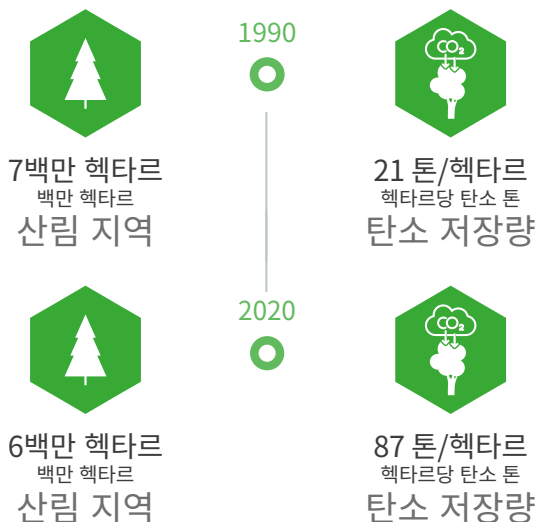 1990
CO2
7백만 헥타르
백만 헥타르
산림 지역
21 톤/헥타르
헥타르당 탄소 톤
탄소 저장량
2020
CO2
6백만 헥타르
백만 헥타르
산림 지역
87 톤/헥타르
헥타르당 탄소 톤
탄소 저장량